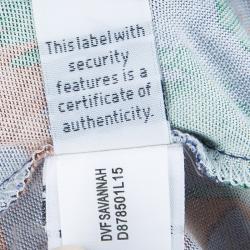 This label with
security
features is a
certificate of
authenticity.
DVF SAVANNAH
D878501L15